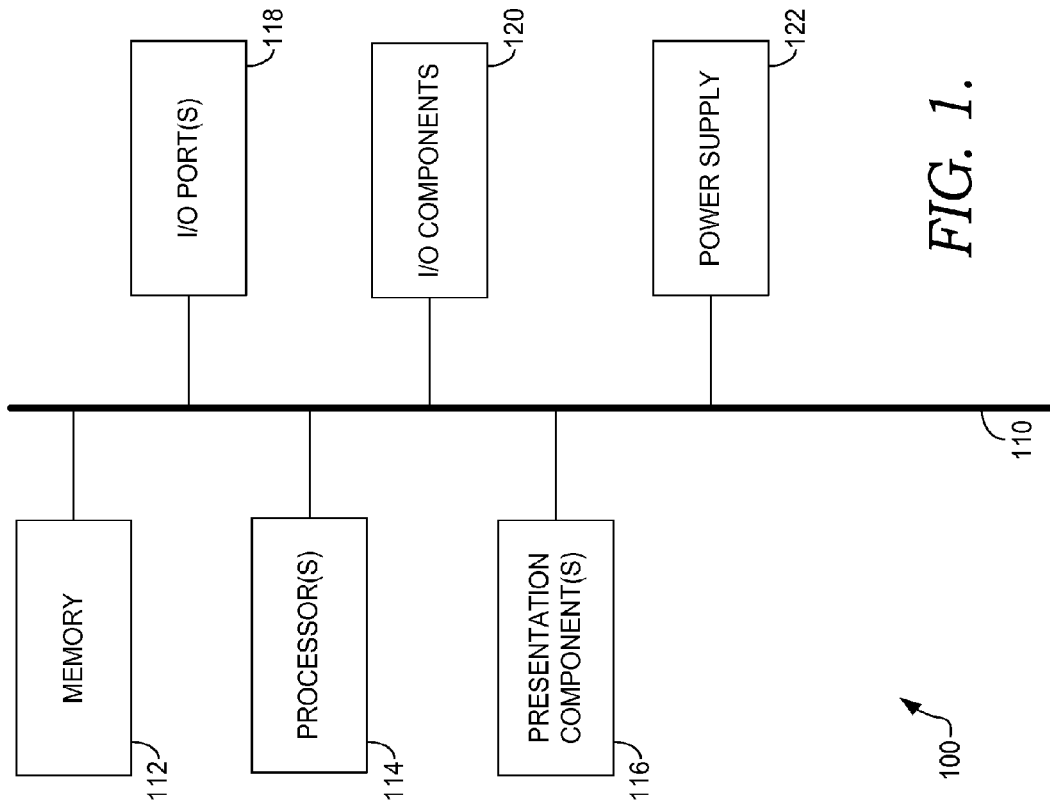 MEMORY
112
PROCESSOR(S)
114
PRESENTATION
COMPONENT(S)
116
I/O PORT(S)
118
I/O COMPONENTS
120
POWER SUPPLY
122
110
100
FIG. 1.